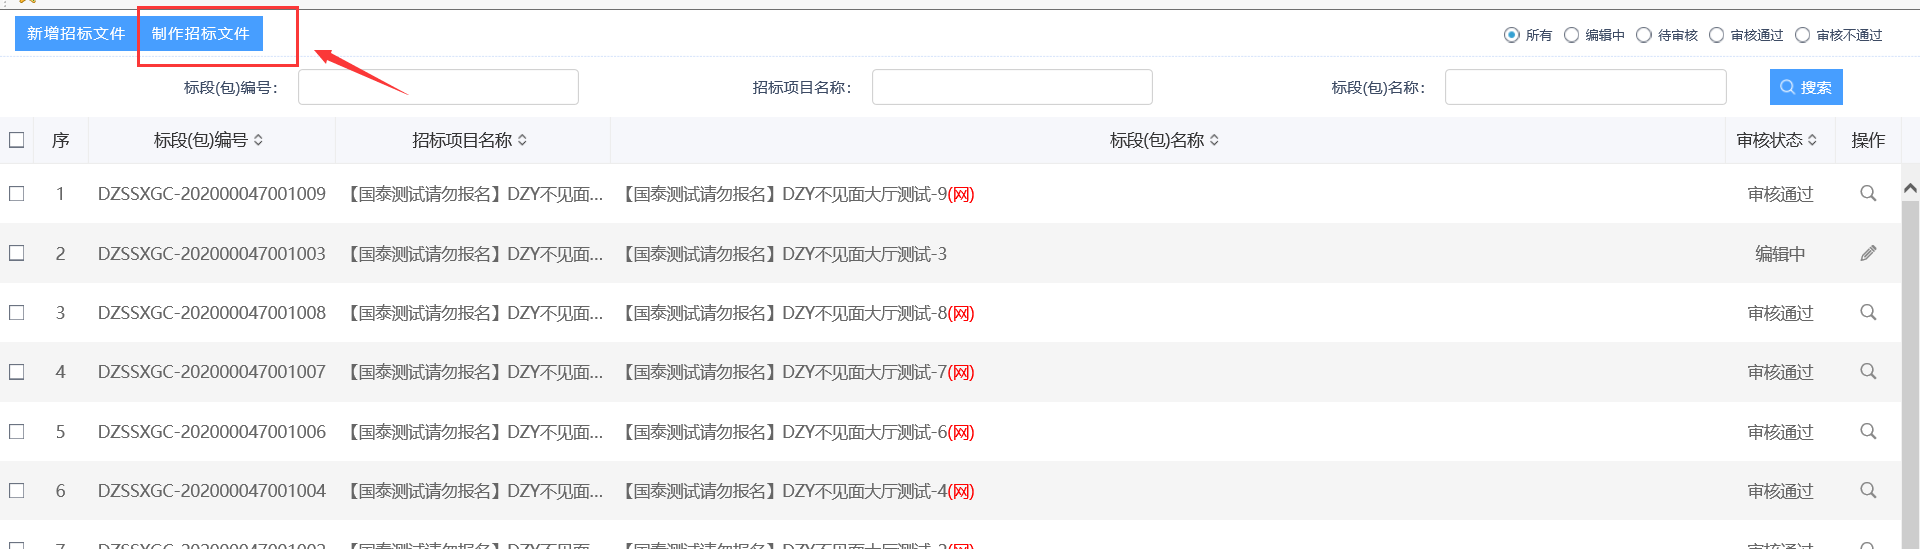 新增招标文件 制作招标文件 所有 编辑中 待审核 审核通过 审核不通过
标段(包)编号： 招标项目名称： 标段(包)名称： 搜索
序 标段(包)编号 招标项目名称 标段(包)名称 审核状态 操作
1 DZSSXGC-202000047001009 【国泰测试请勿报名】DZY不见面... 【国泰测试请勿报名】DZY不见面大厅测试-9(网) 审核通过
2 DZSSXGC-202000047001003 【国泰测试请勿报名】DZY不见面... 【国泰测试请勿报名】DZY不见面大厅测试-3 编辑中
3 DZSSXGC-202000047001008 【国泰测试请勿报名】DZY不见面... 【国泰测试请勿报名】DZY不见面大厅测试-8(网) 审核通过
4 DZSSXGC-202000047001007 【国泰测试请勿报名】DZY不见面... 【国泰测试请勿报名】DZY不见面大厅测试-7(网) 审核通过
5 DZSSXGC-202000047001006 【国泰测试请勿报名】DZY不见面... 【国泰测试请勿报名】DZY不见面大厅测试-6(网) 审核通过
6 DZSSXGC-202000047001004 【国泰测试请勿报名】DZY不见面... 【国泰测试请勿报名】DZY不见面大厅测试-4(网) 审核通过